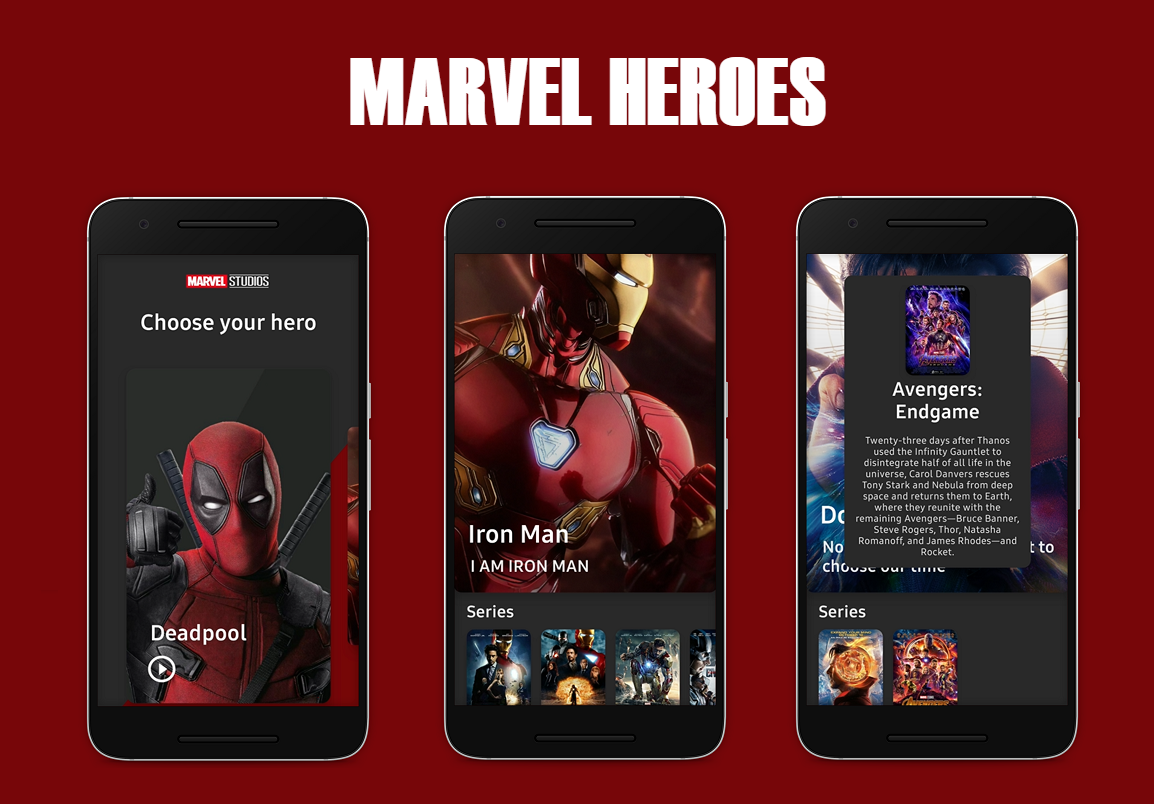 MARVEL HEROES
MARVEL STUDIOS
Choose your hero
Deadpool
Iron Man
I AM IRON MAN
Series
Avengers:
Endgame
Twenty-three days after Thanos
used the Infinity Gauntlet to
disintegrate half of all life in the
universe, Carol Danvers rescues
Tony Stark and Nebula from deep
space and returns them to Earth,
where they reunite with the
remaining Avengers—Bruce Banner,
Steve Rogers, Thor, Natasha
Romanoff, and James Rhodes—and
Rocket.
Do
No t to
choose our time
Series